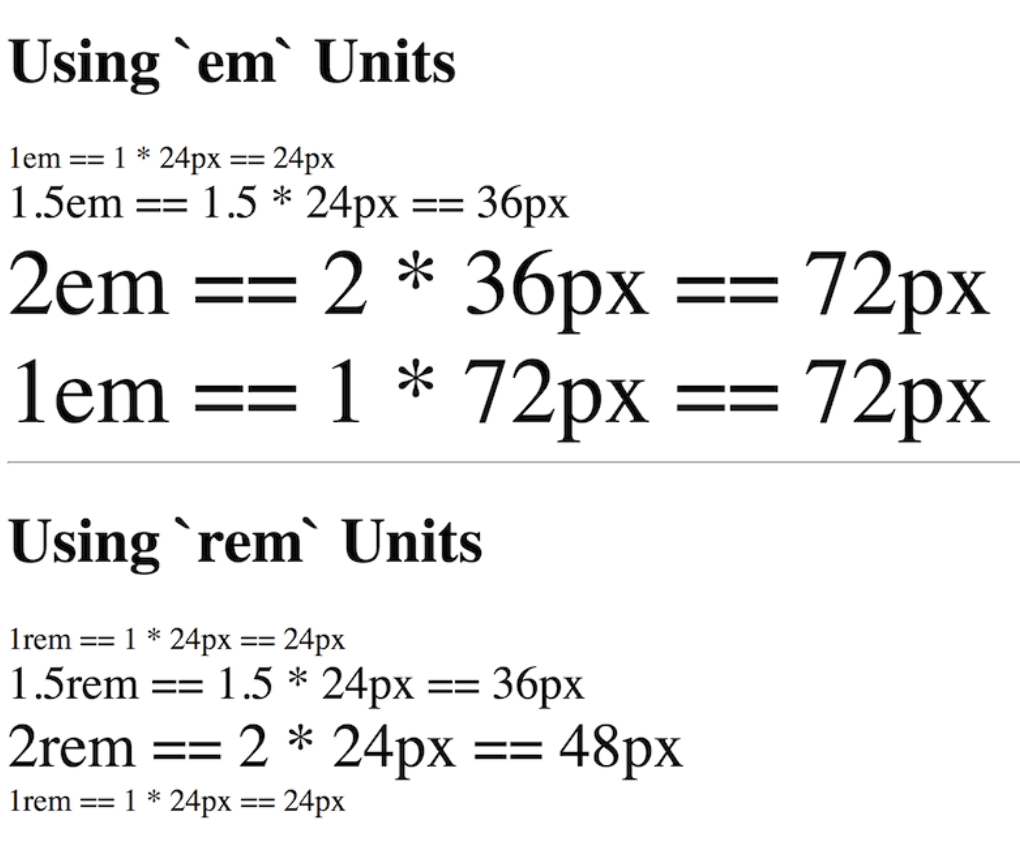 Using `em` Units
1em == 1 * 24px == 24px
1.5em == 1.5 * 24px == 36px
2em == 2 * 36px == 72px
1em == 1 * 72px == 72px
Using `rem` Units
1rem == 1 * 24px == 24px
1.5rem == 1.5 * 24px == 36px
2rem == 2 * 24px == 48px
1rem == 1 * 24px == 24px